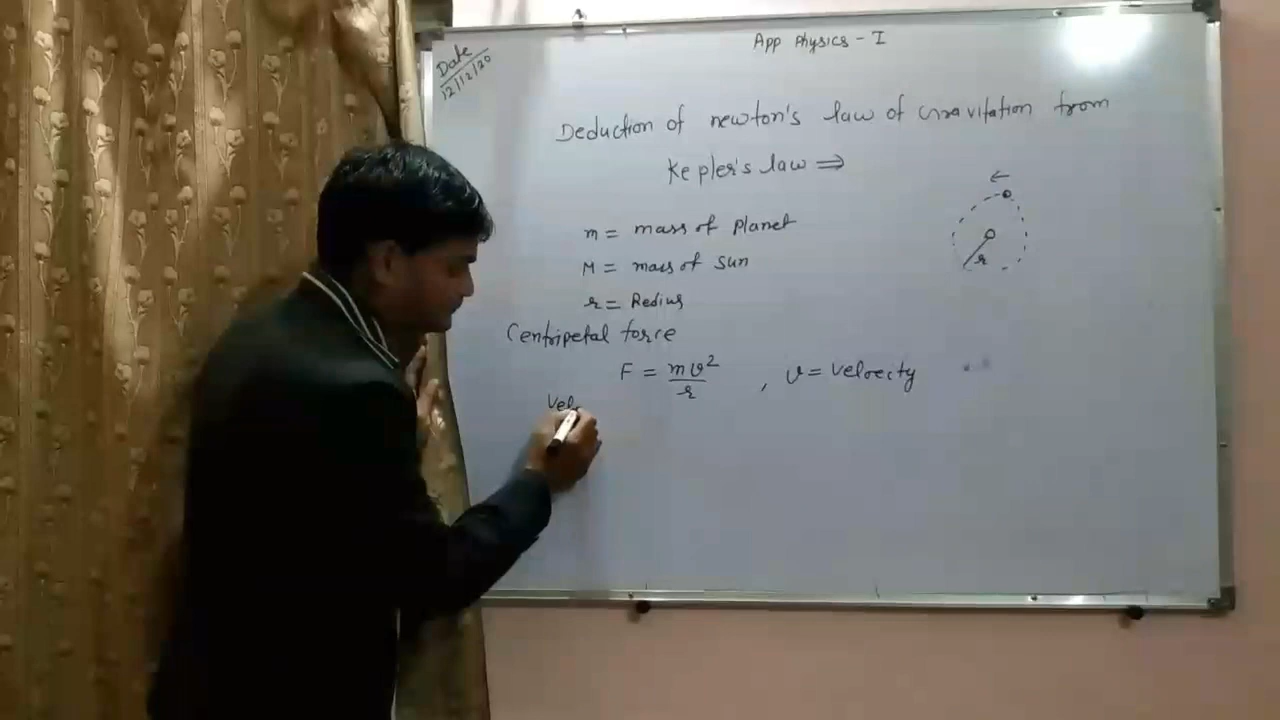 Date
12/12/20
App Physics - I
Deduction of newton's law of Gravitation from
Kepler's law ⇒
m = mass of planet
M = mass of sun
r = Redius
r
Centripetal force
F = mv²/r , v = velocity
Vel